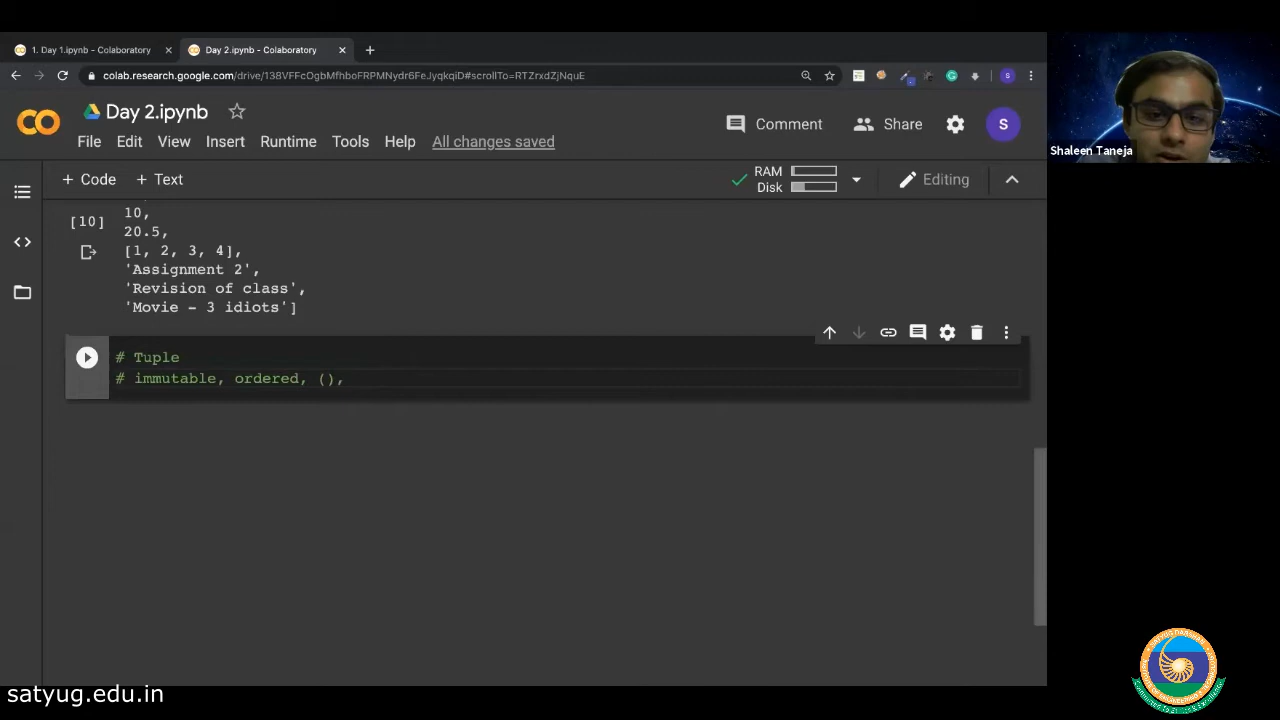 1. Day 1.ipynb - Colaboratory
Day 2.ipynb - Colaboratory
colab.research.google.com/drive/138VFFcOgbMfhboFRPMNydr6FeJyqkqiD#scrollTo=RTZrxdZjNquE
Day 2.ipynb
Comment
Share
S
File Edit View Insert Runtime Tools Help All changes saved
Shaleen Taneja
+ Code + Text
RAM
Disk
Editing
[10]
10,
20.5,
[1, 2, 3, 4],
'Assignment 2',
'Revision of class',
'Movie - 3 idiots']
# Tuple
# immutable, ordered, (),
satyug.edu.in